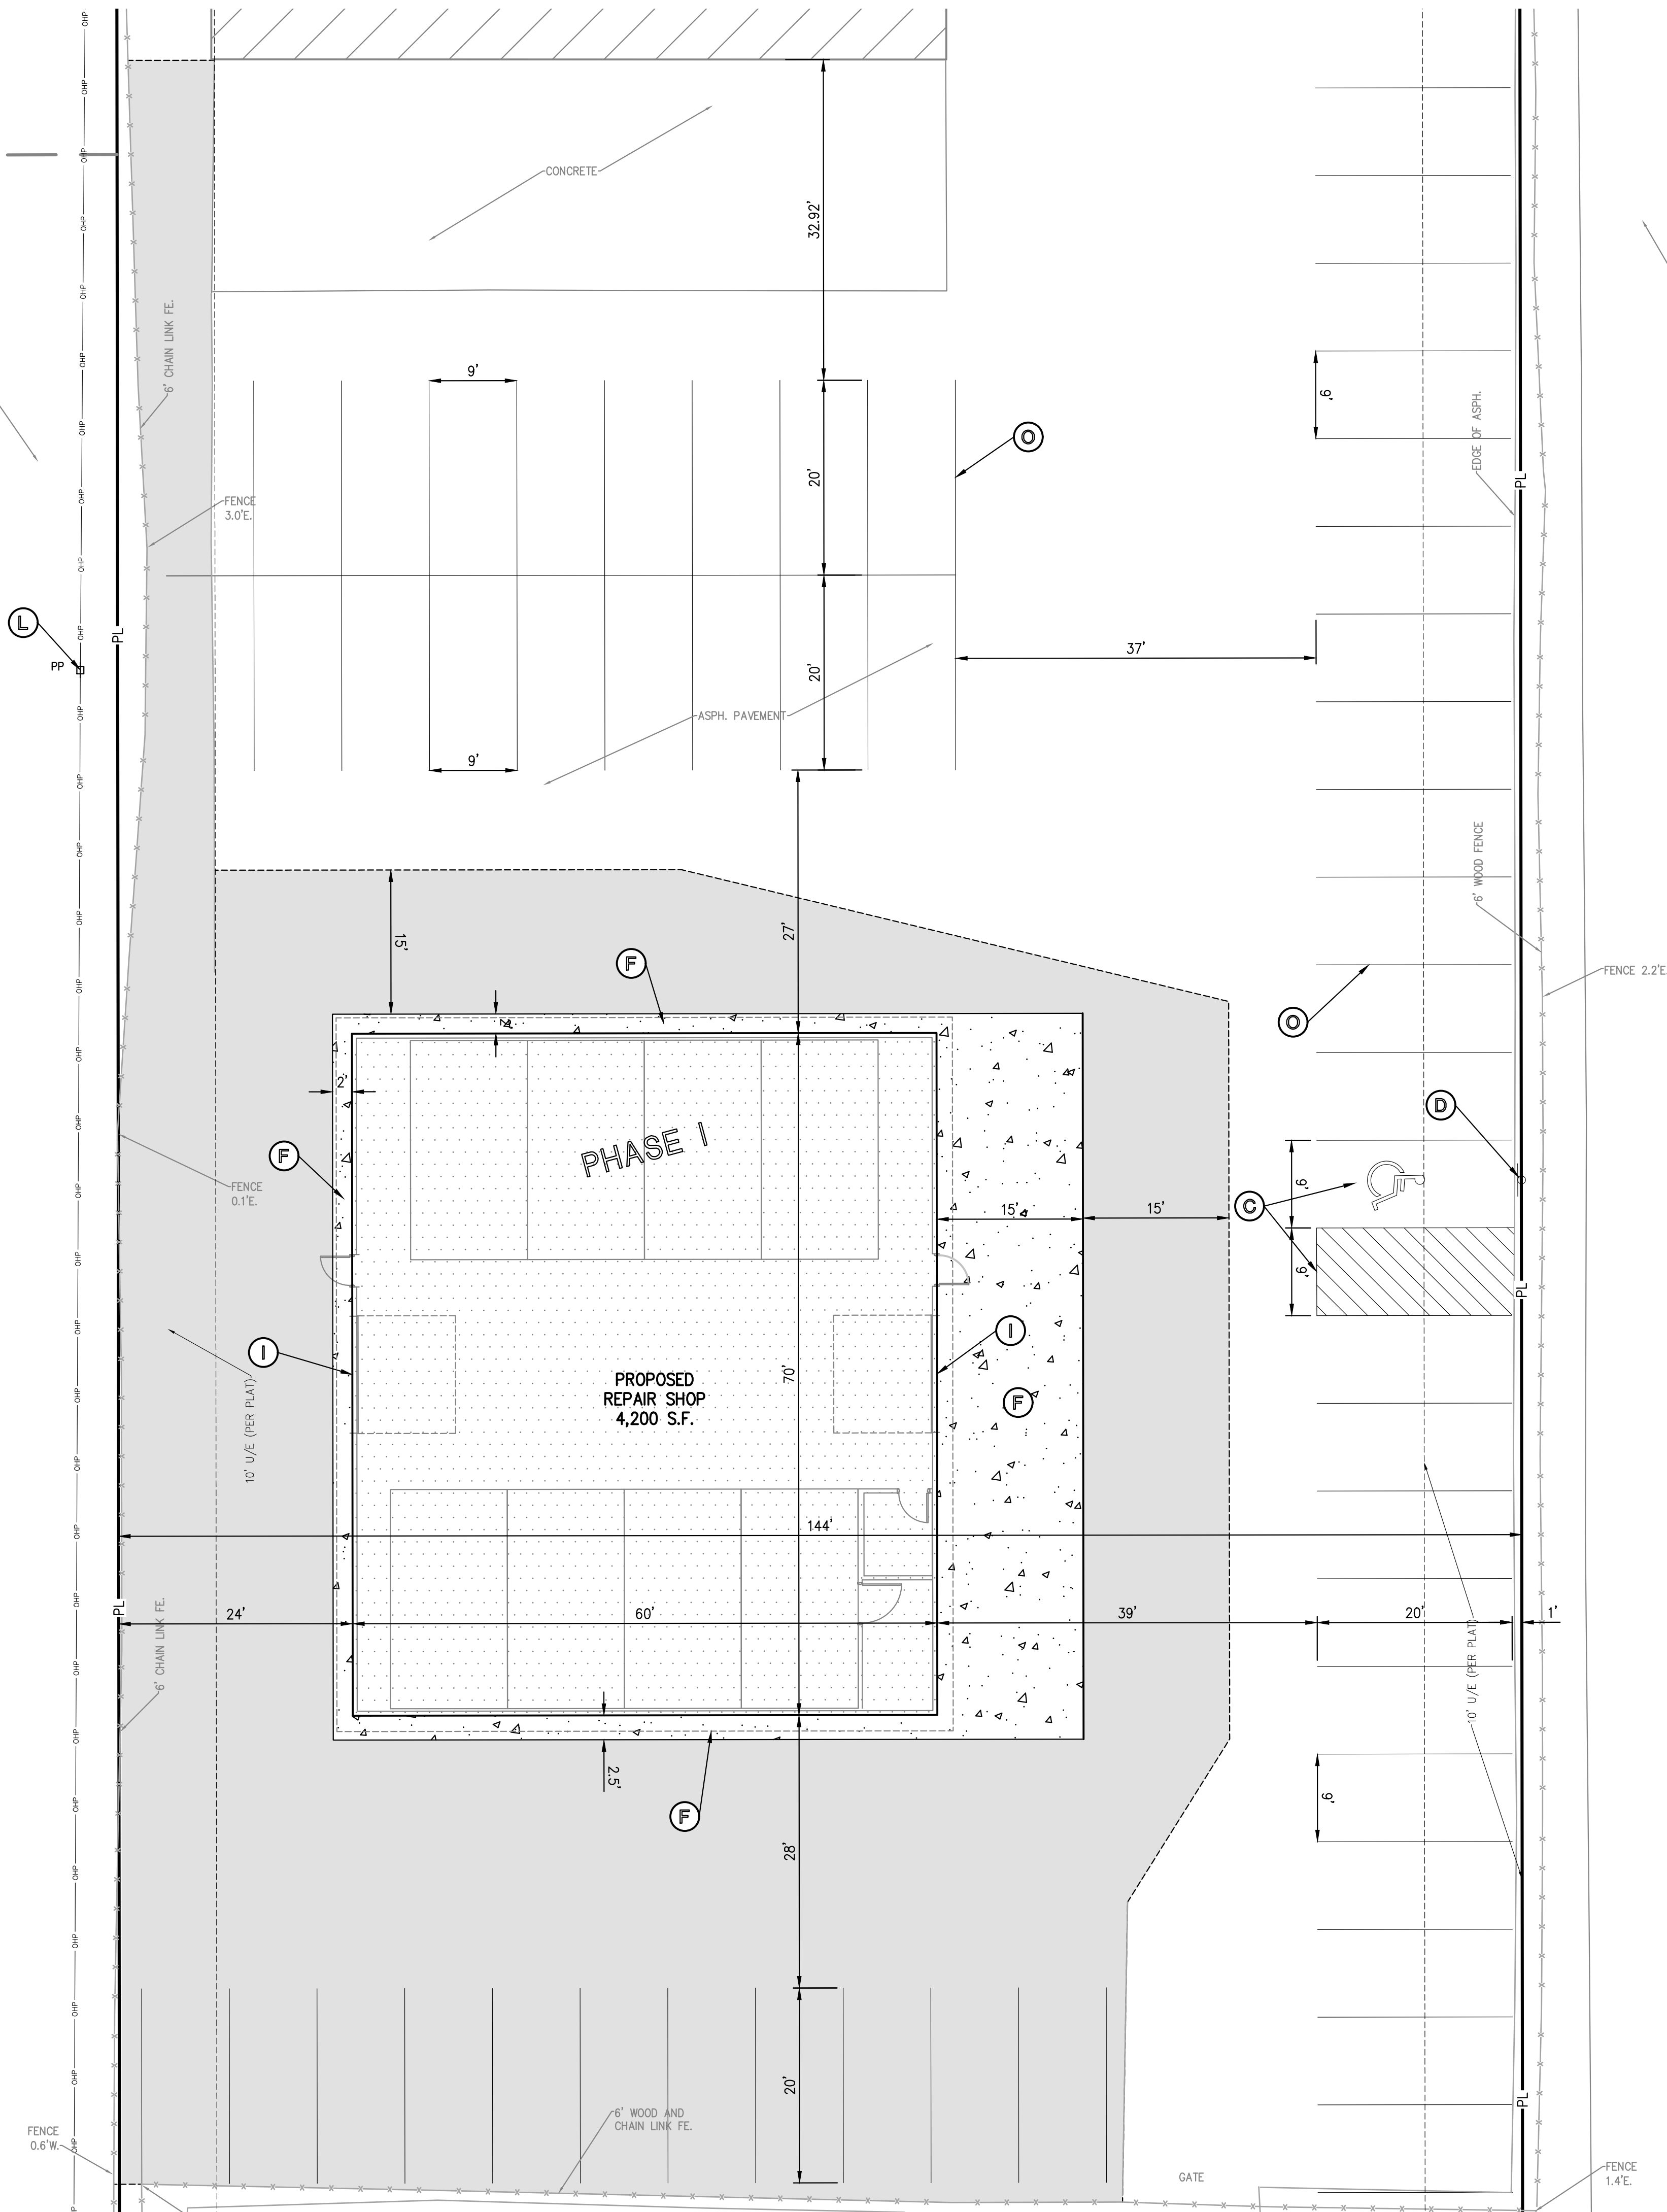 OHP
CONCRETE
32.92'
6' CHAIN LINK FE.
9'
9'
EDGE OF ASPH.
O
PL
FENCE
3.0'E.
20'
L
PP
PL
20'
37'
ASPH. PAVEMENT
9'
6' WOOD FENCE
27'
15'
F
FENCE 2.2'E
O
2'
2'
D
PHASE I
F
FENCE
0.1'E.
9'
C
15'
15'
9'
PL
I
I
70'
10' U/E (PER PLAT)
PROPOSED
REPAIR SHOP
4,200 S.F.
F
144'
PL
24'
60'
39'
20'
1'
6' CHAIN LINK FE.
10' U/E (PER PLAT)
2.5'
9'
F
28'
20'
PL
6' WOOD AND
CHAIN LINK FE.
FENCE
0.6'W.
GATE
FENCE
1.4'E.